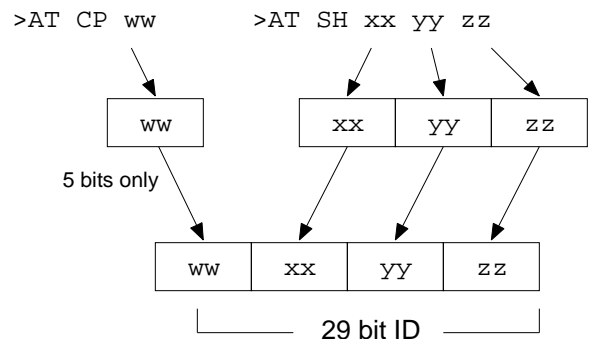 >AT CP ww >AT SH xx yy zz
ww xx yy zz
5 bits only
ww xx yy zz
29 bit ID